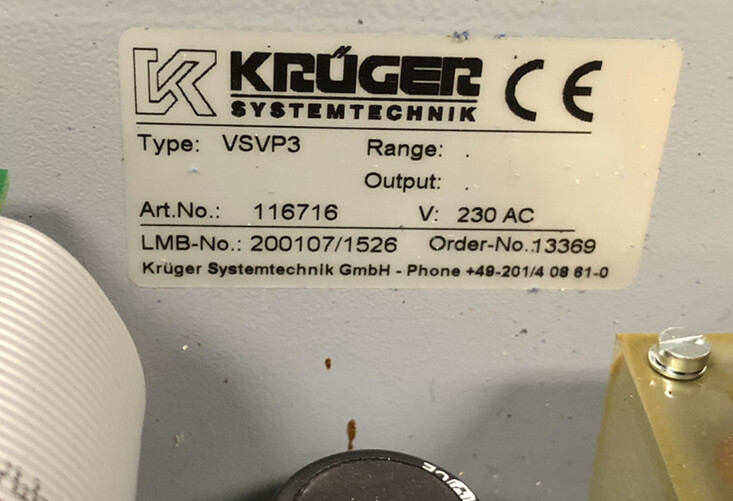 KRÜGER
SYSTEMTECHNIK
CE
Type: VSVP3 Range: .
Output: .
Art.No.: 116716 V: 230 AC
LMB-No.: 200107/1526 Order-No.:13369
Krüger Systemtechnik GmbH - Phone +49-201/4 08 61-0